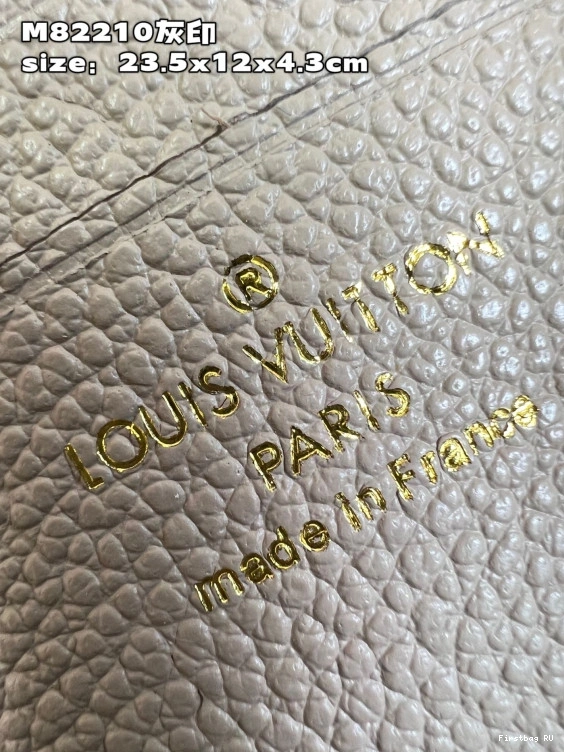 M82210灰印
size：23.5x12x4.3cm
®
LOUIS VUITTON
PARIS
made in France
Firstbag RU